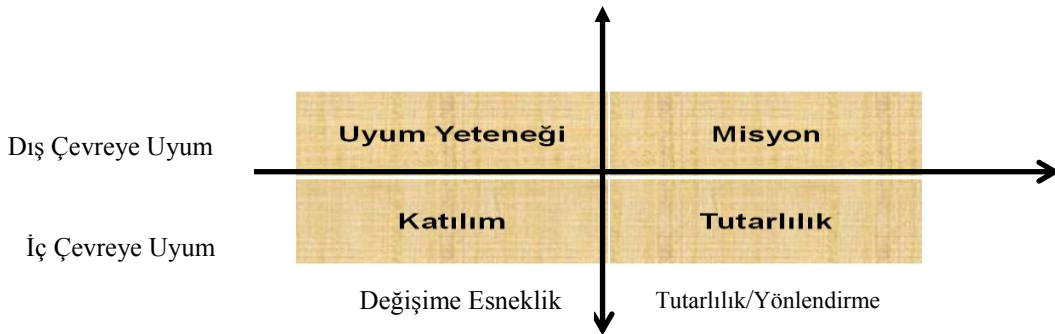 Uyum Yeteneği
Misyon
Dış Çevreye Uyum
Katılım
Tutarlılık
İç Çevreye Uyum
Değişime Esneklik
Tutarlılık/Yönlendirme